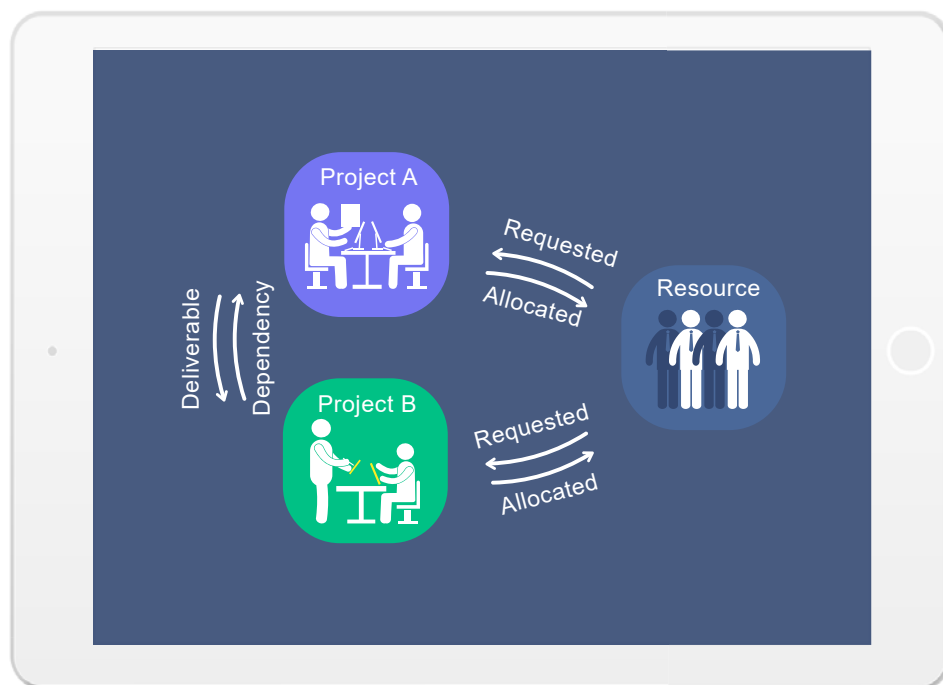 Project A
Requested
Allocated
Resource
Deliverable
Dependency
Project B
Requested
Allocated